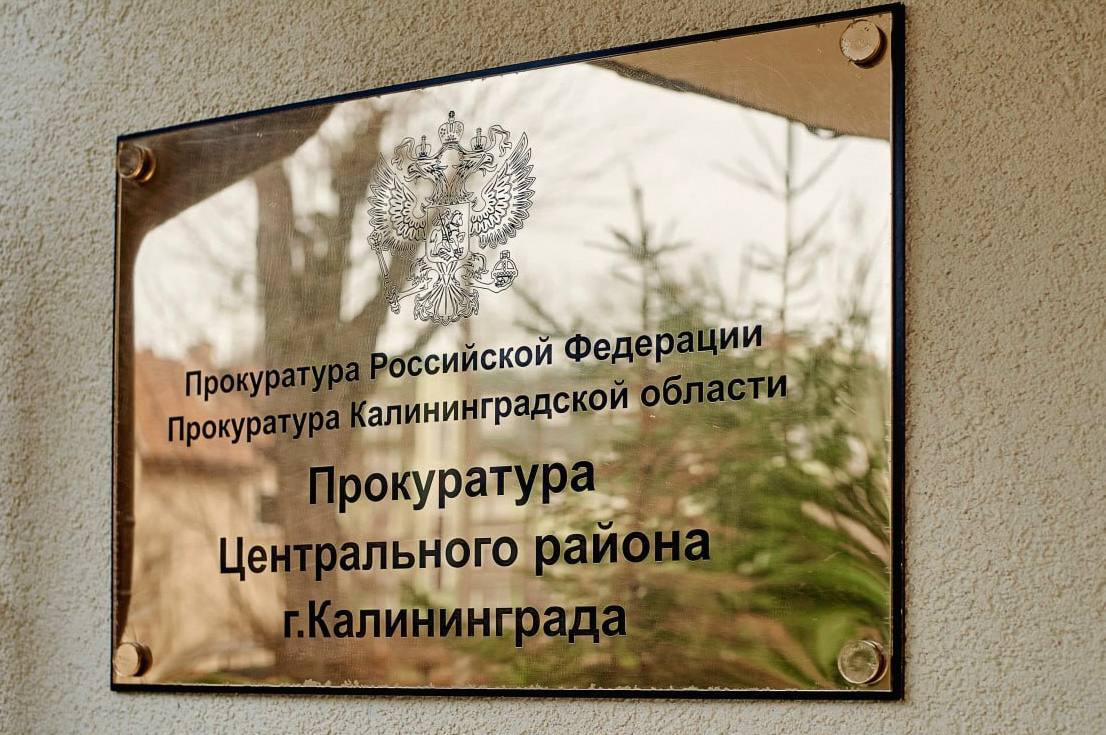 Прокуратура Российской Федерации
Прокуратура Калининградской области
Прокуратура
Центрального района
г.Калининграда